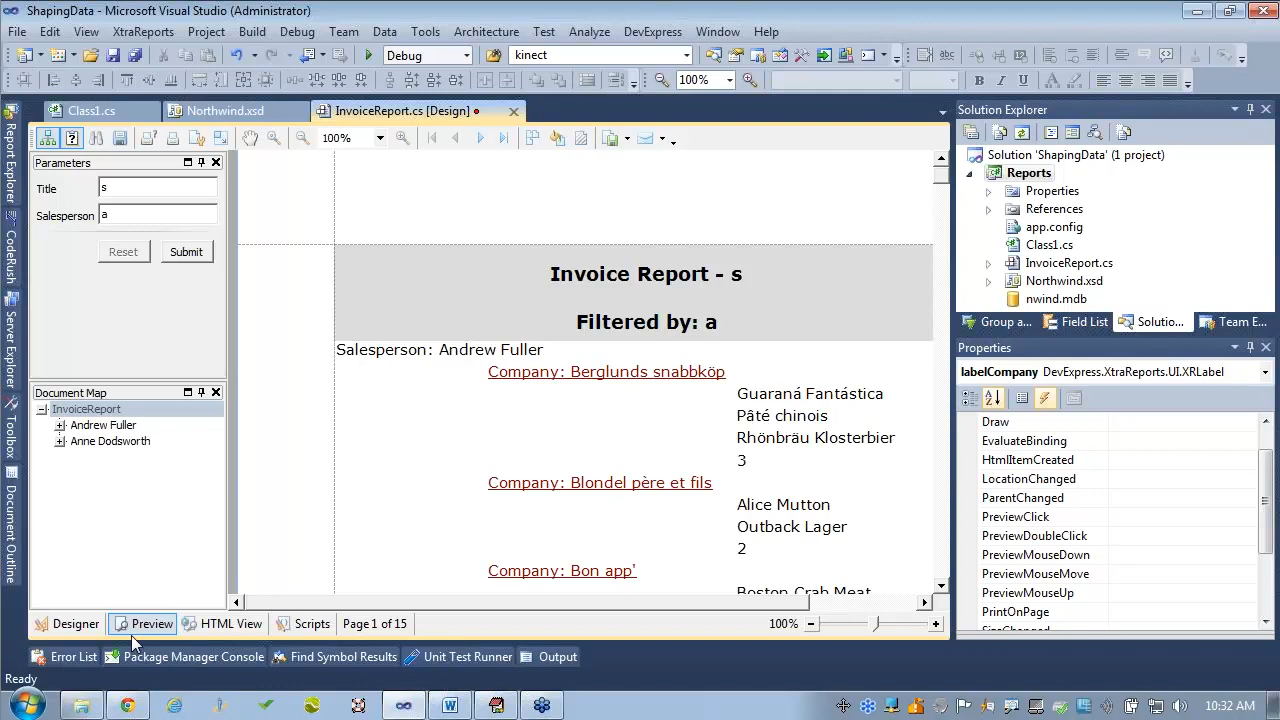 ShapingData - Microsoft Visual Studio (Administrator)
File Edit View XtraReports Project Build Debug Team Data Tools Architecture Test Analyze DevExpress Window Help
Debug kinect
100%
Class1.cs Northwind.xsd InvoiceReport.cs [Design]
100%
Parameters
Title s
Salesperson a
Reset Submit
Document Map
InvoiceReport
Andrew Fuller
Anne Dodsworth
Report Explorer
CodeRush
Server Explorer
Toolbox
Document Outline
Invoice Report - s
Filtered by: a
Salesperson: Andrew Fuller
Company: Berglunds snabbköp
Guaraná Fantástica
Pâté chinois
Rhönbräu Klosterbier
3
Company: Blondel père et fils
Alice Mutton
Outback Lager
2
Company: Bon app'
Boston Crab Meat
Designer Preview HTML View Scripts Page 1 of 15 100%
Error List Package Manager Console Find Symbol Results Unit Test Runner Output
Ready
Solution Explorer
Solution 'ShapingData' (1 project)
Reports
Properties
References
app.config
Class1.cs
InvoiceReport.cs
Northwind.xsd
nwind.mdb
Group a... Field List Solutio... Team E...
Properties
labelCompany DevExpress.XtraReports.UI.XRLabel
Draw
EvaluateBinding
HtmlItemCreated
LocationChanged
ParentChanged
PreviewClick
PreviewDoubleClick
PreviewMouseDown
PreviewMouseMove
PreviewMouseUp
PrintOnPage
SizeChanged
10:32 AM